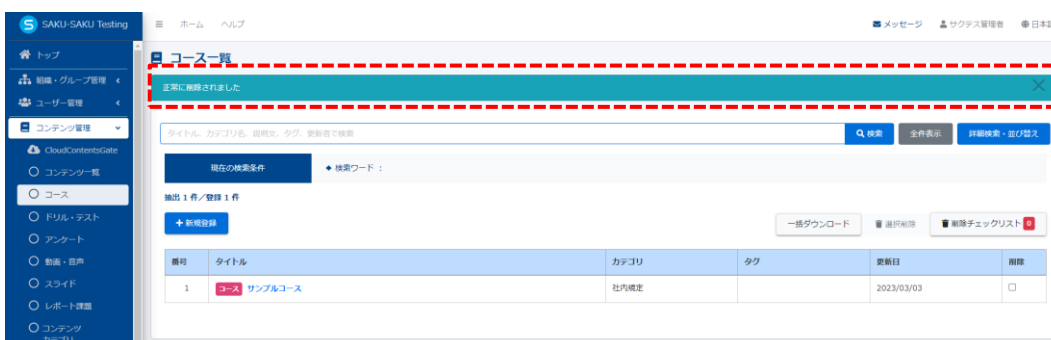 SAKU-SAKU Testing
ホーム ヘルプ
メッセージ サクテス管理者 日本語
トップ
コース一覧
組織・グループ管理
正常に削除されました
ユーザー管理
コンテンツ管理
タイトル、カテゴリ名、説明文、タグ、更新者で検索
検索 全件表示 詳細検索・並び替え
CloudContentsGate
コンテンツ一覧
現在の検索条件 ◆ 検索ワード :
コース
抽出 1 件/登録 1 件
ドリル・テスト
+ 新規登録 一括ダウンロード 選択削除 削除チェックリスト 0
アンケート
動画・音声
番号 タイトル カテゴリ タグ 更新日 削除
スライド
1 コース サンプルコース 社内規定 2023/03/03
レポート課題
コンテンツ
カテゴリ